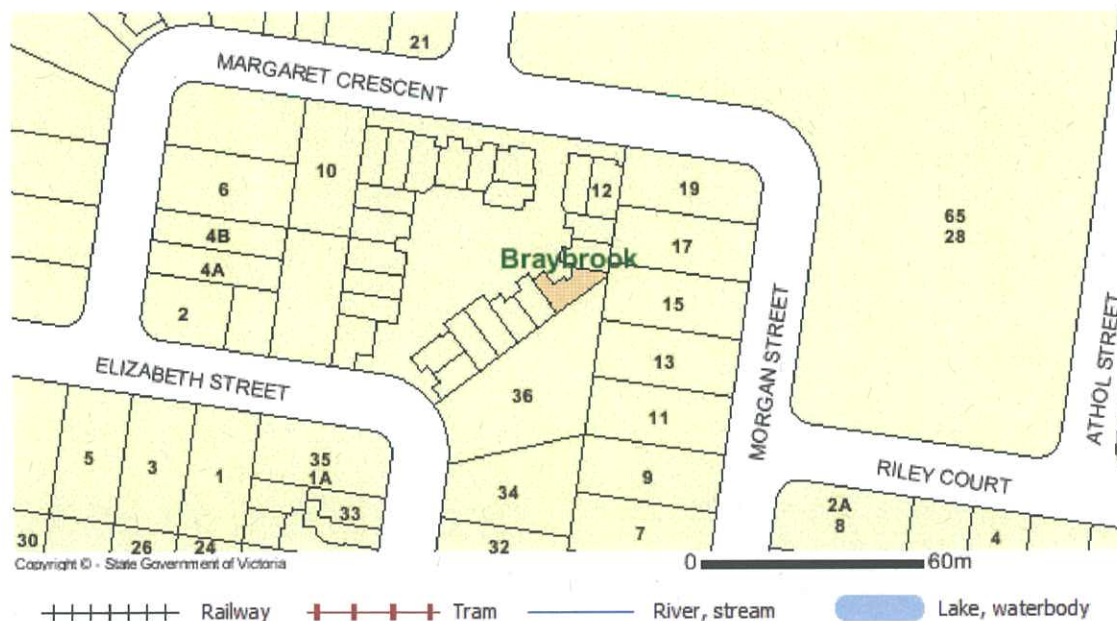 21
MARGARET CRESCENT
10
12
19
6
65
28
4B
17
Braybrook
4A
15
2
13
ELIZABETH STREET
36
11
MORGAN STREET
ATHOL STREET
5
3
1
35
1A
9
RILEY COURT
34
33
2A
8
7
4
30
26
24
32
Copyright © - State Government of Victoria
0
60m
Railway
Tram
River, stream
Lake, waterbody